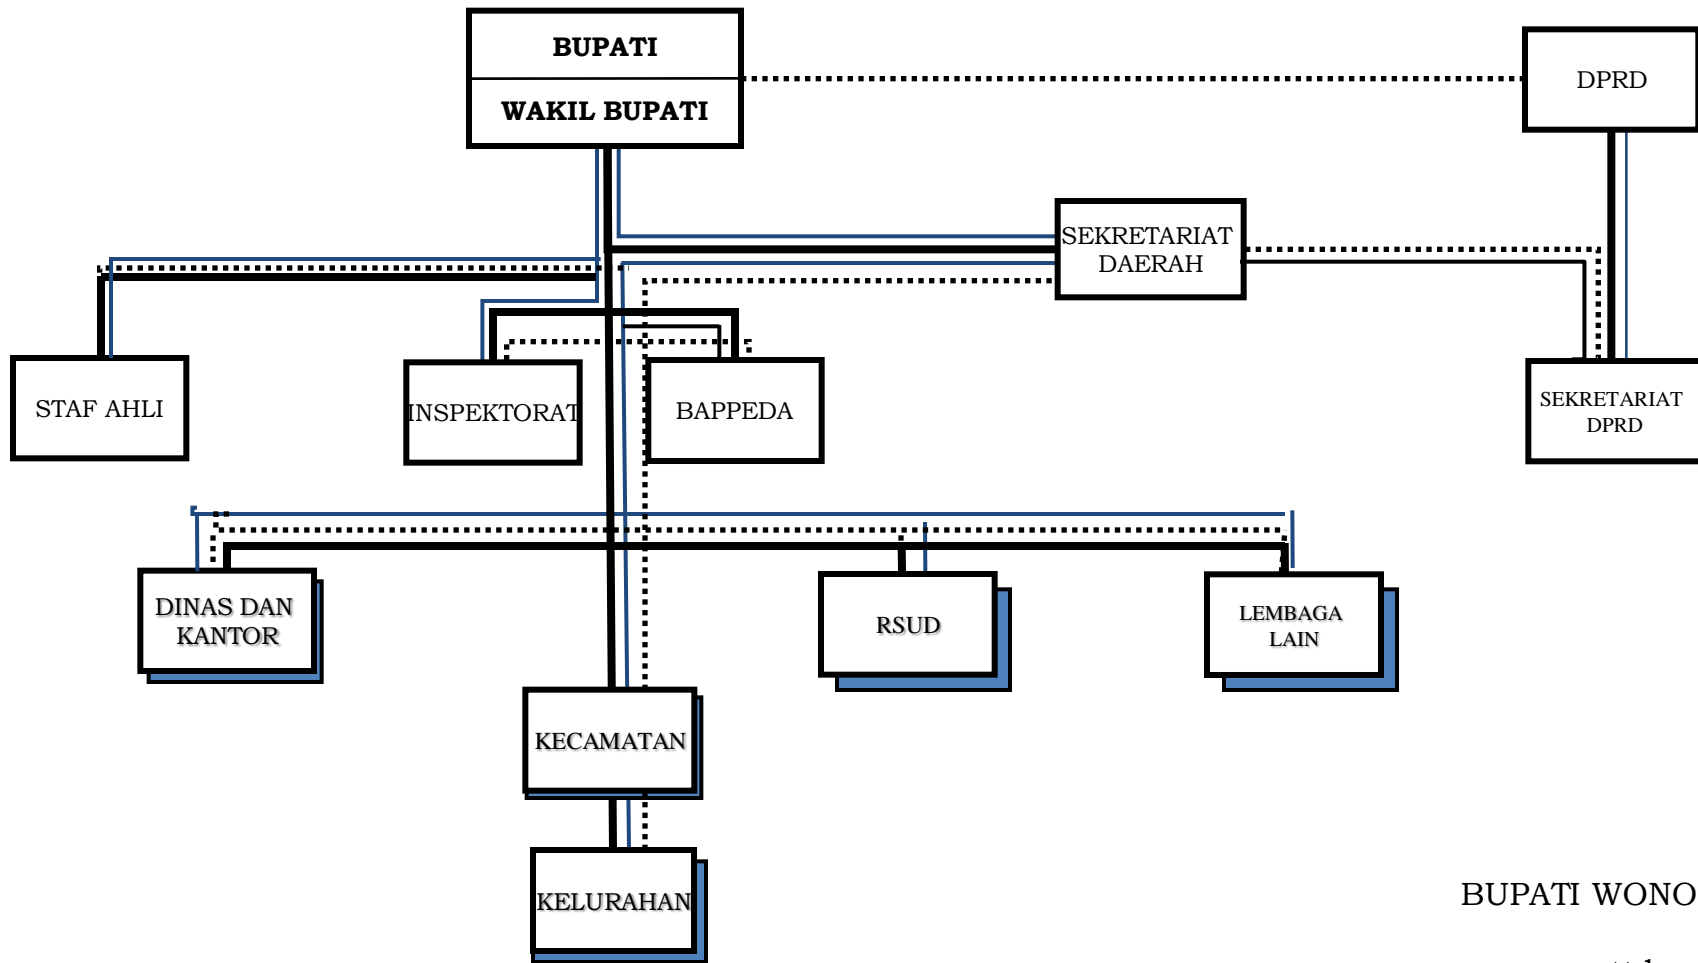 BUPATI
WAKIL BUPATI
DPRD
SEKRETARIAT
DAERAH
STAF AHLI
INSPEKTORAT
BAPPEDA
SEKRETARIAT
DPRD
DINAS DAN
KANTOR
RSUD
LEMBAGA
LAIN
KECAMATAN
KELURAHAN
BUPATI WONO